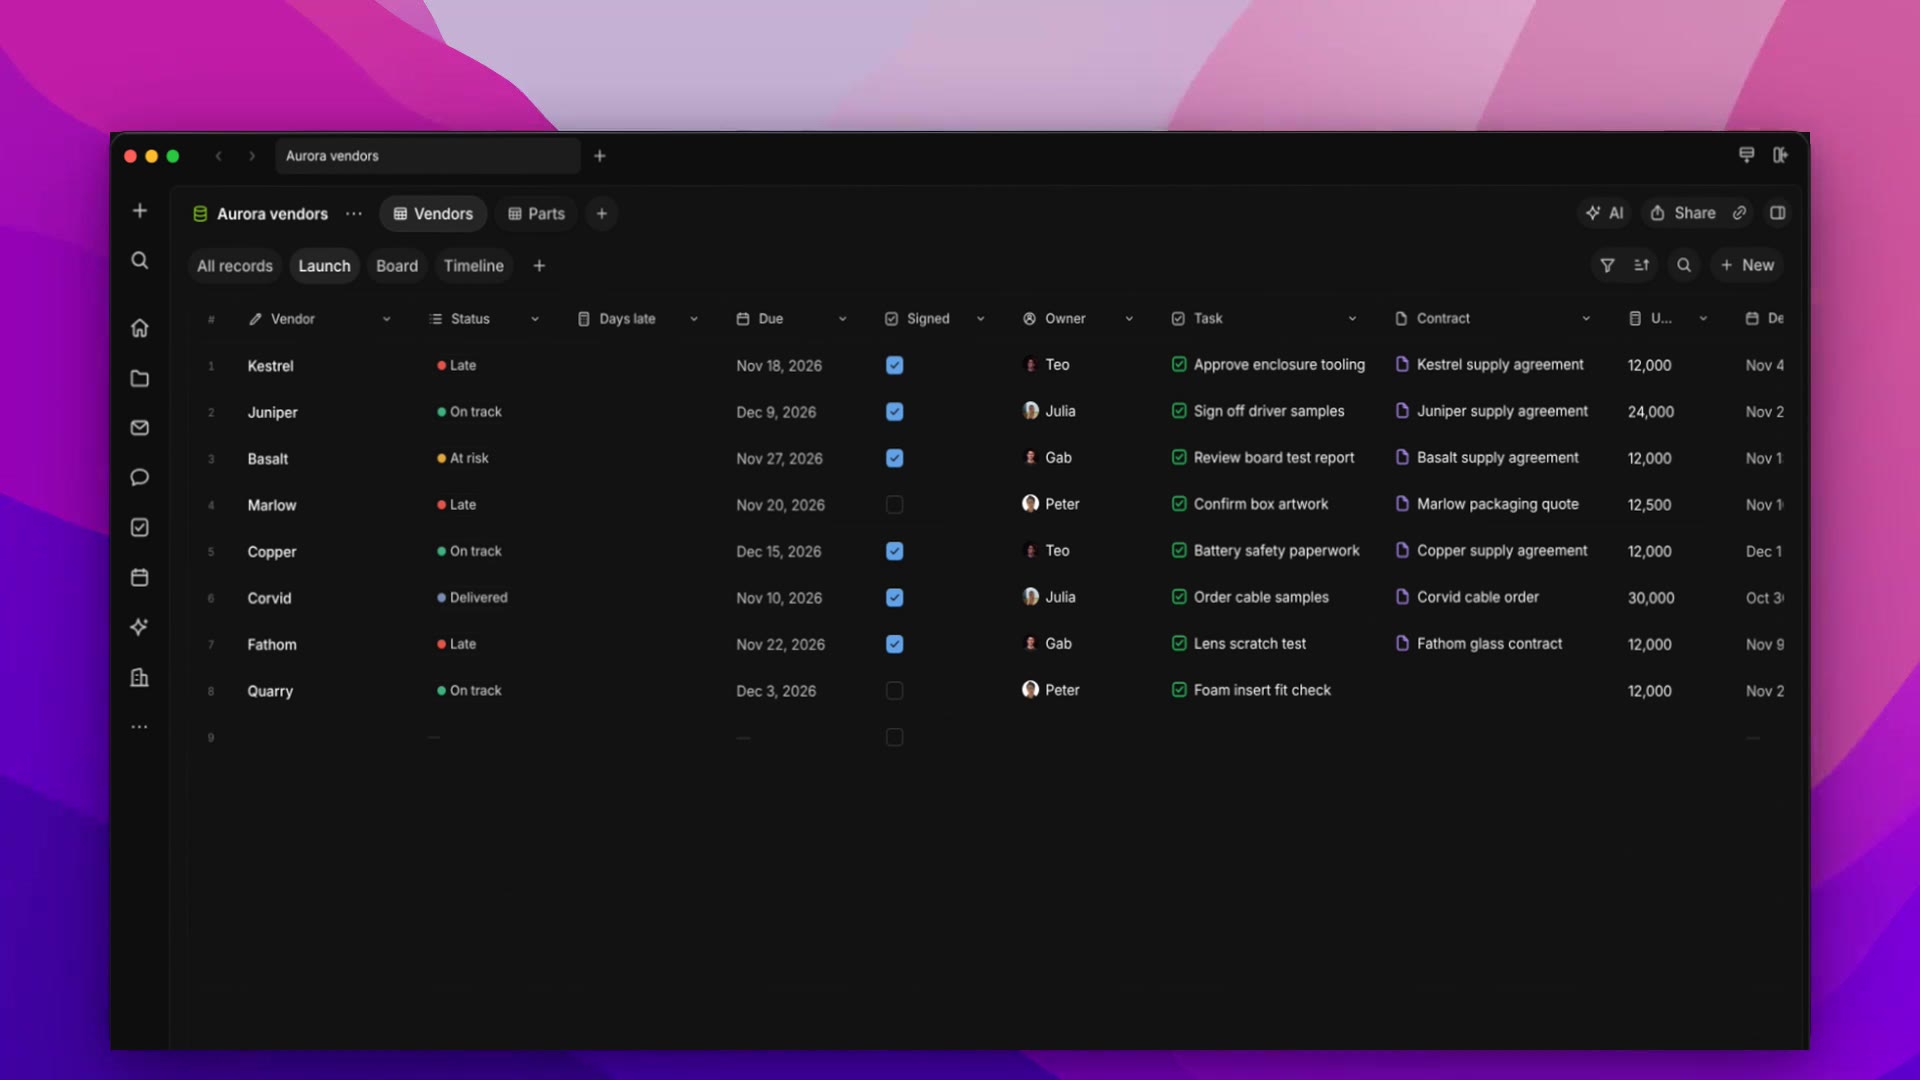 Aurora vendors
Aurora vendors ... Vendors Parts AI Share
All records Launch Board Timeline New
# Vendor Status Days late Due Signed Owner Task Contract U... De
1 Kestrel Late Nov 18, 2026 Teo Approve enclosure tooling Kestrel supply agreement 12,000 Nov 4
2 Juniper On track Dec 9, 2026 Julia Sign off driver samples Juniper supply agreement 24,000 Nov 2
3 Basalt At risk Nov 27, 2026 Gab Review board test report Basalt supply agreement 12,000 Nov 1
4 Marlow Late Nov 20, 2026 Peter Confirm box artwork Marlow packaging quote 12,500 Nov 1
5 Copper On track Dec 15, 2026 Teo Battery safety paperwork Copper supply agreement 12,000 Dec 1
6 Corvid Delivered Nov 10, 2026 Julia Order cable samples Corvid cable order 30,000 Oct 3
7 Fathom Late Nov 22, 2026 Gab Lens scratch test Fathom glass contract 12,000 Nov 9
8 Quarry On track Dec 3, 2026 Peter Foam insert fit check 12,000 Nov 2
9 — — —